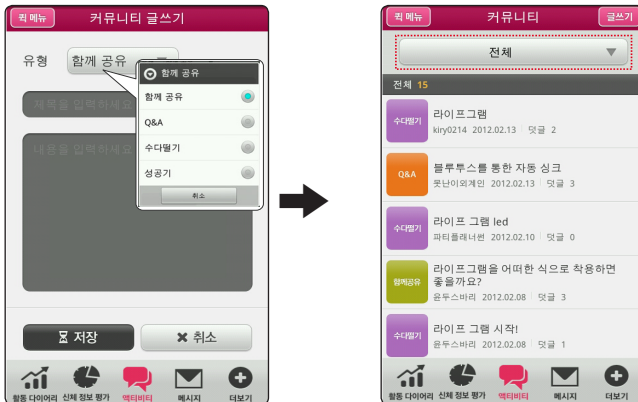 퀵 메뉴
커뮤니티 글쓰기
유형
함께 공유
제목을 입력하세요
내용을 입력하세요
함께 공유
함께 공유
Q&A
수다떨기
성공기
취소
저장
취소
활동 다이어리
신체 정보 평가
액티비티
메시지
더보기
퀵 메뉴
커뮤니티
글쓰기
전체
전체 15
수다떨기
라이프그램
kiry0214 2012.02.13 댓글 2
Q&A
블루투스를 통한 자동 싱크
못난이외계인 2012.02.13 댓글 3
수다떨기
라이프 그램 led
파티플래너썬 2012.02.10 댓글 0
함께공유
라이프그램을 어떠한 식으로 착용하면
좋을까요?
윤두스바리 2012.02.08 댓글 3
수다떨기
라이프 그램 시작!
윤두스바리 2012.02.08 댓글 1
활동 다이어리
신체 정보 평가
액티비티
메시지
더보기